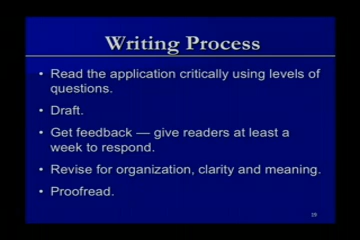 Writing Process
• Read the application critically using levels of
questions.
• Draft.
• Get feedback — give readers at least a
week to respond.
• Revise for organization, clarity and meaning.
• Proofread.